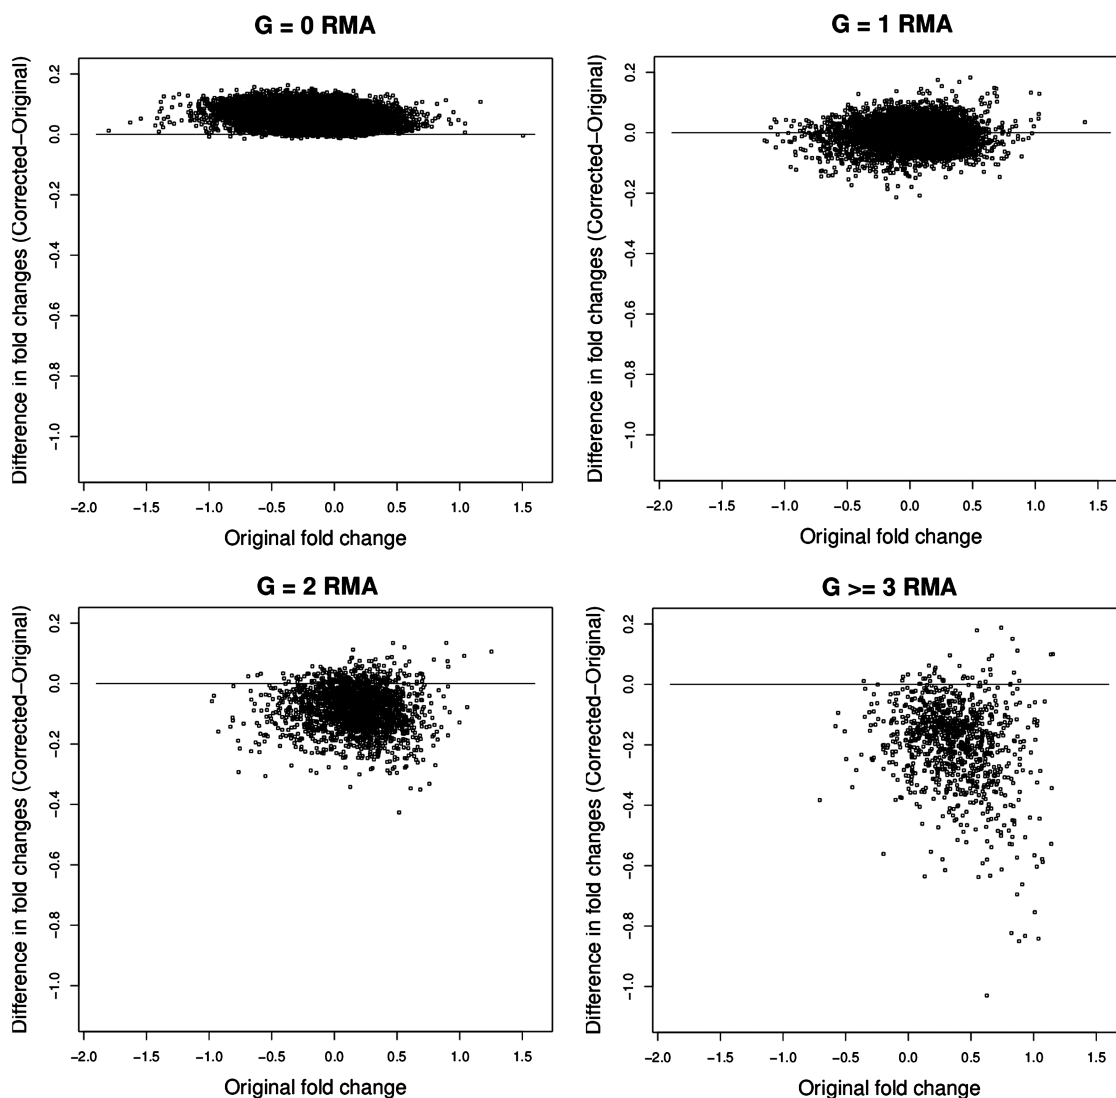 G = 0 RMA
Difference in fold changes (Corrected–Original)
0.2
0.0
−0.2
−0.4
−0.6
−0.8
−1.0
−2.0 −1.5 −1.0 −0.5 0.0 0.5 1.0 1.5
Original fold change
G = 1 RMA
Difference in fold changes (Corrected–Original)
0.2
0.0
−0.2
−0.4
−0.6
−0.8
−1.0
−2.0 −1.5 −1.0 −0.5 0.0 0.5 1.0 1.5
Original fold change
G = 2 RMA
Difference in fold changes (Corrected–Original)
0.2
0.0
−0.2
−0.4
−0.6
−0.8
−1.0
−2.0 −1.5 −1.0 −0.5 0.0 0.5 1.0 1.5
Original fold change
G >= 3 RMA
Difference in fold changes (Corrected–Original)
0.2
0.0
−0.2
−0.4
−0.6
−0.8
−1.0
−2.0 −1.5 −1.0 −0.5 0.0 0.5 1.0 1.5
Original fold change